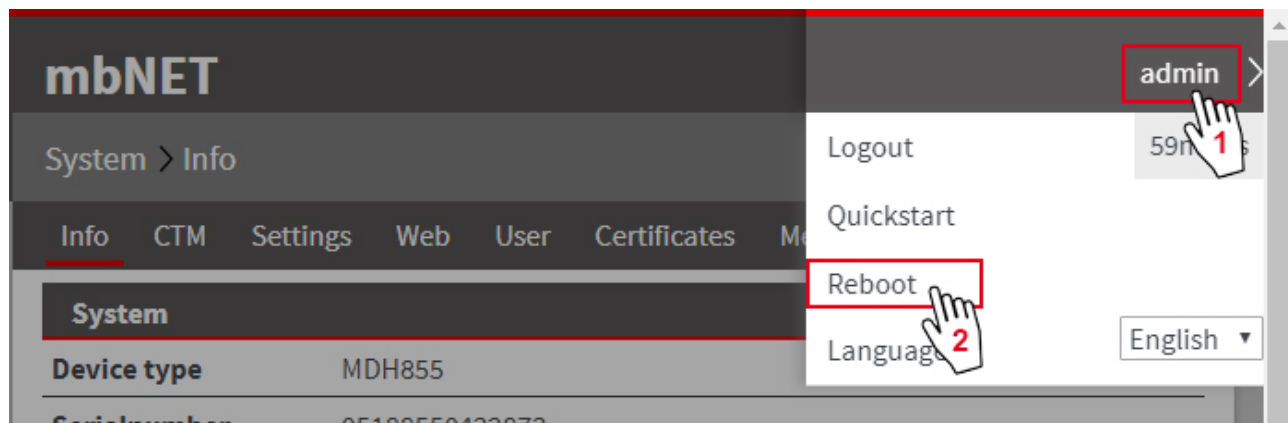 mbNET
admin
1
System > Info
Logout
Quickstart
Info CTM Settings Web User Certificates
Reboot
2
System
Language
English
Device type MDH855